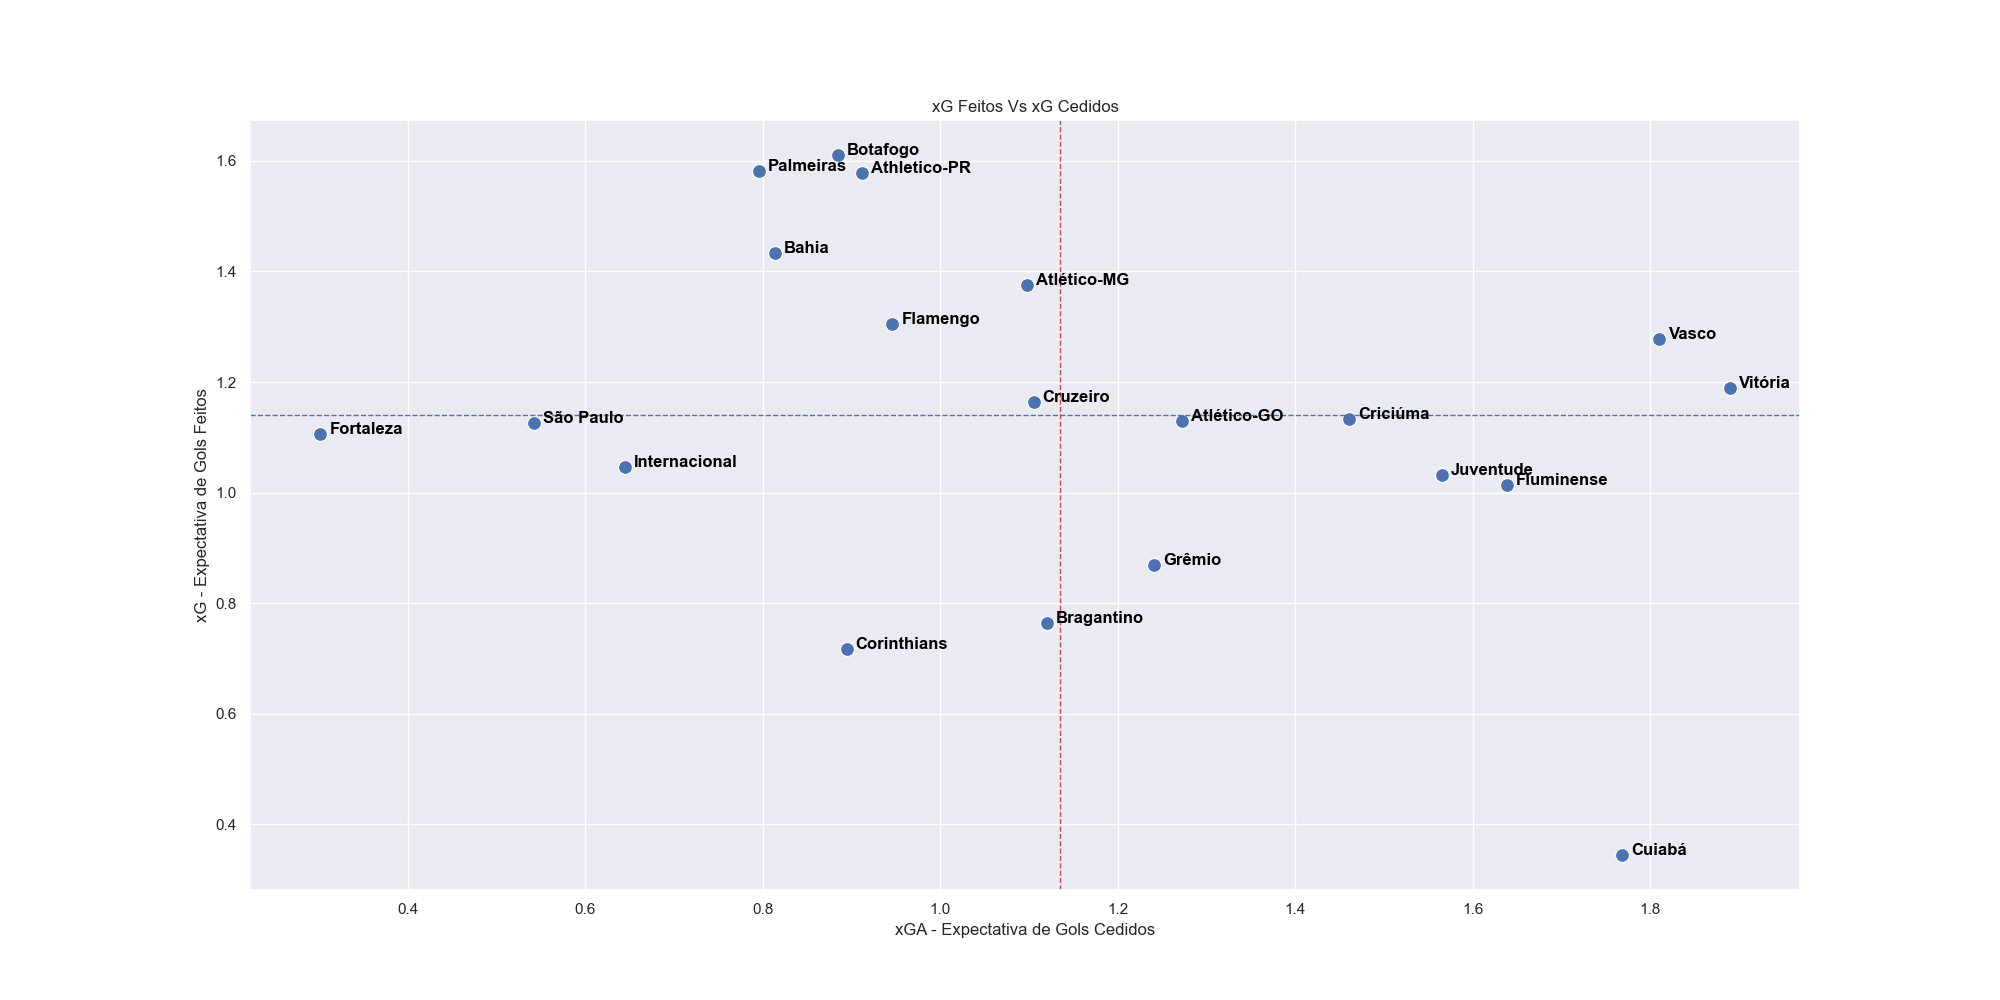 xG Feitos Vs xG Cedidos
xG - Expectativa de Gols Feitos
1.6
1.4
1.2
1.0
0.8
0.6
0.4
Botafogo
Palmeiras
Athletico-PR
Bahia
Atlético-MG
Flamengo
Vasco
Vitória
Cruzeiro
São Paulo
Atlético-GO
Criciúma
Fortaleza
Internacional
Juventude
Fluminense
Grêmio
Bragantino
Corinthians
Cuiabá
0.4 0.6 0.8 1.0 1.2 1.4 1.6 1.8
xGA - Expectativa de Gols Cedidos